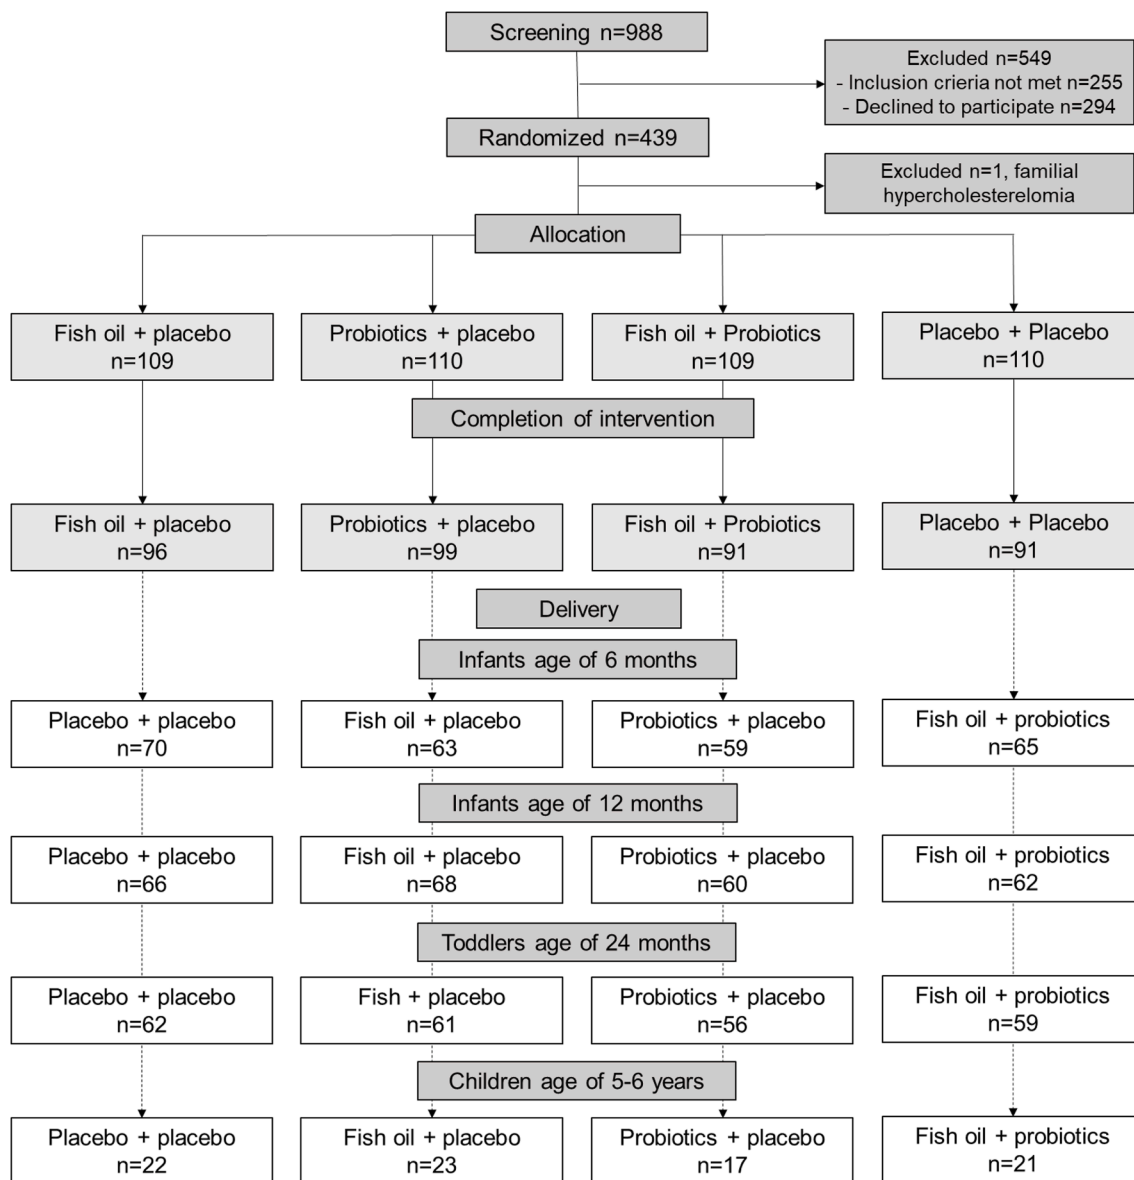 Screening n=988
Excluded n=549
- Inclusion crieria not met n=255
- Declined to participate n=294
Randomized n=439
Excluded n=1, familial
hypercholesterelomia
Allocation
Fish oil + placebo
n=109
Probiotics + placebo
n=110
Fish oil + Probiotics
n=109
Placebo + Placebo
n=110
Completion of intervention
Fish oil + placebo
n=96
Probiotics + placebo
n=99
Fish oil + Probiotics
n=91
Placebo + Placebo
n=91
Delivery
Infants age of 6 months
Placebo + placebo
n=70
Fish oil + placebo
n=63
Probiotics + placebo
n=59
Fish oil + probiotics
n=65
Infants age of 12 months
Placebo + placebo
n=66
Fish oil + placebo
n=68
Probiotics + placebo
n=60
Fish oil + probiotics
n=62
Toddlers age of 24 months
Placebo + placebo
n=62
Fish + placebo
n=61
Probiotics + placebo
n=56
Fish oil + probiotics
n=59
Children age of 5-6 years
Placebo + placebo
n=22
Fish oil + placebo
n=23
Probiotics + placebo
n=17
Fish oil + probiotics
n=21